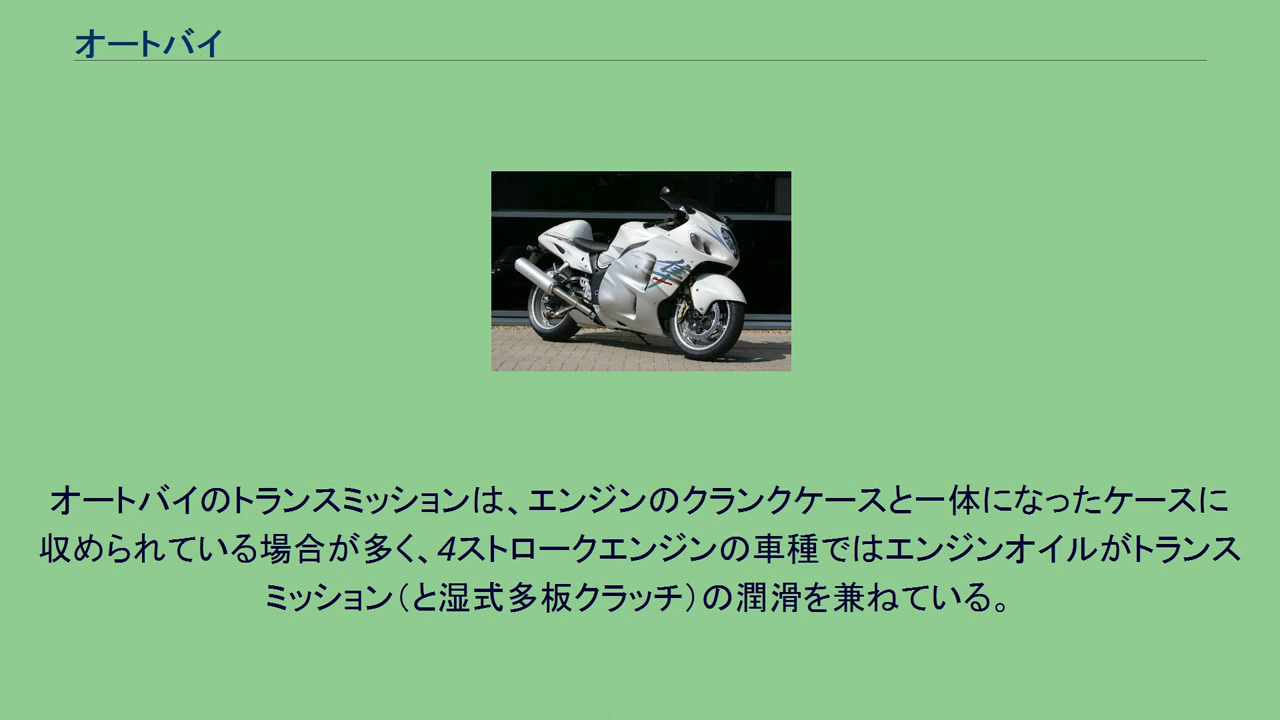 オートバイ
オートバイのトランスミッションは、エンジンのクランクケースと一体になったケースに
収められている場合が多く、4ストロークエンジンの車種ではエンジンオイルがトランス
ミッション（と湿式多板クラッチ）の潤滑を兼ねている。